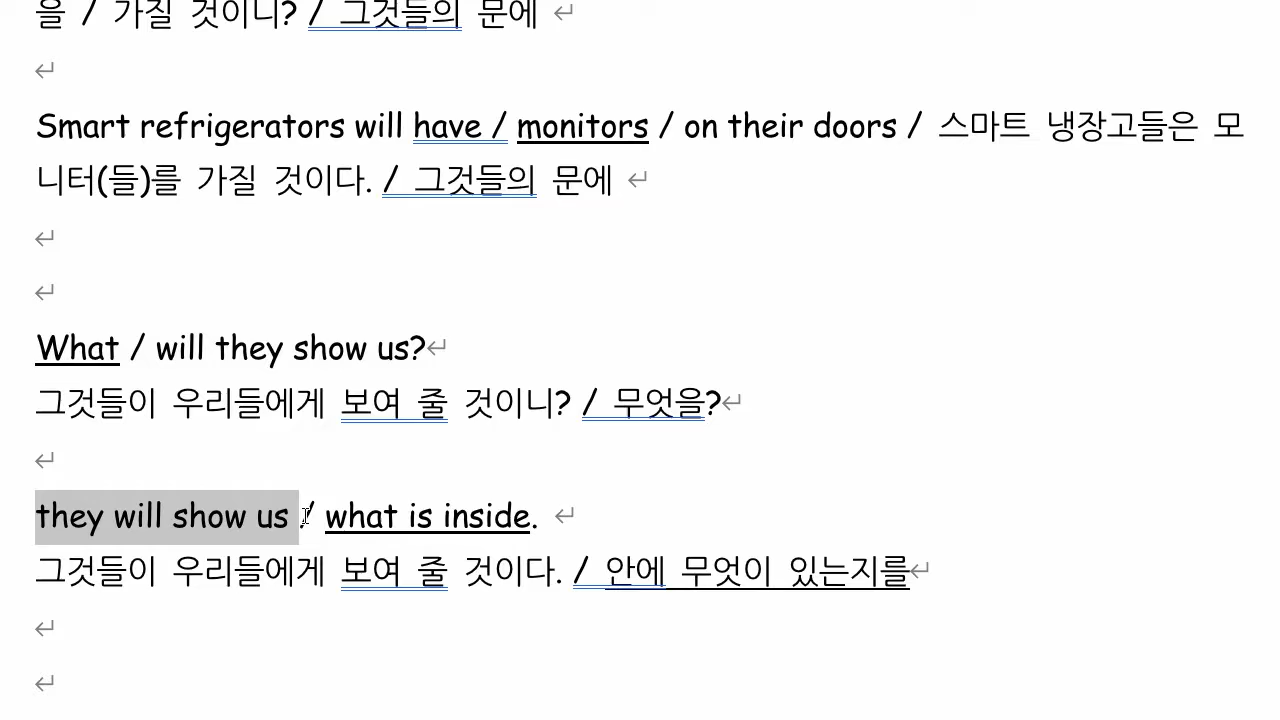 을 / 가질 것이니? / 그것들의 문에
Smart refrigerators will have / monitors / on their doors / 스마트 냉장고들은 모
니터(들)를 가질 것이다. / 그것들의 문에
What / will they show us?
그것들이 우리들에게 보여 줄 것이니? / 무엇을?
they will show us / what is inside.
그것들이 우리들에게 보여 줄 것이다. / 안에 무엇이 있는지를